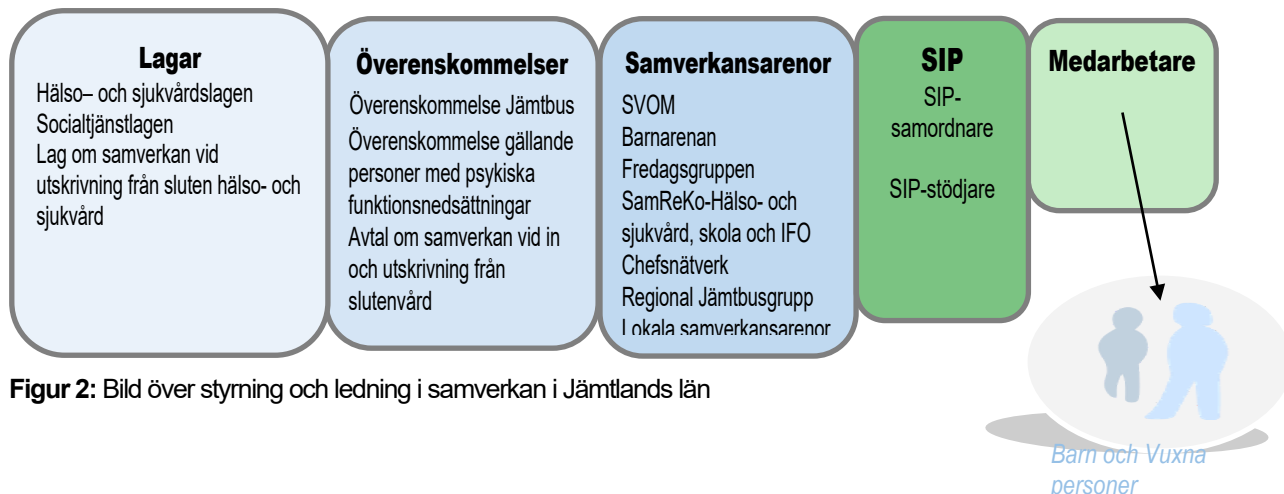 Lagar
Hälso– och sjukvårdslagen
Socialtjänstlagen
Lag om samverkan vid
utskrivning från sluten hälso- och
sjukvård
Överenskommelser
Överenskommelse Jämtbus
Överenskommelse gällande
personer med psykiska
funktionsnedsättningar
Avtal om samverkan vid in
och utskrivning från
slutenvård
Samverkansarenor
SVOM
Barnarenan
Fredagsgruppen
SamReKo-Hälso- och
sjukvård, skola och IFO
Chefsnätverk
Regional Jämtbusgrupp
Lokala samverkansarenor
SIP
SIP-
samordnare
SIP-stödjare
Medarbetare
Barn och Vuxna
personer
Figur 2: Bild över styrning och ledning i samverkan i Jämtlands län